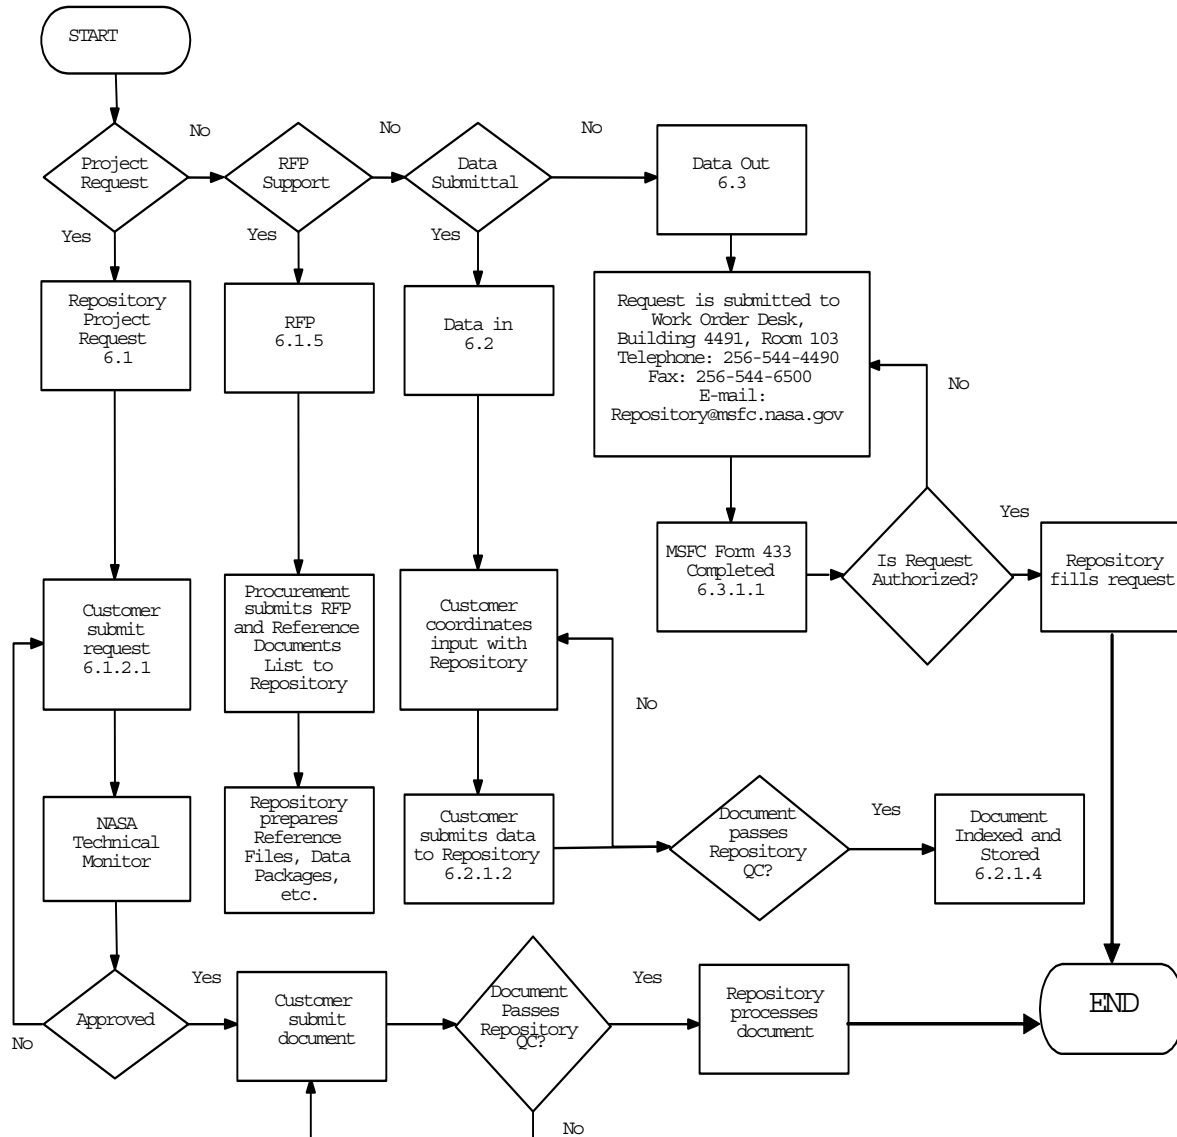 START
No
No
No
Project
Request
RFP
Support
Data
Submittal
Data Out
6.3
Yes
Yes
Yes
Repository
Project
Request
6.1
RFP
6.1.5
Data in
6.2
Request is submitted to
Work Order Desk,
Building 4491, Room 103
Telephone: 256-544-4490
Fax: 256-544-6500
E-mail:
Repository@msfc.nasa.gov
No
Yes
MSFC Form 433
Completed
6.3.1.1
Is Request
Authorized?
Repository
fills request
Customer
submit
request
6.1.2.1
Procurement
submits RFP
and Reference
Documents
List to
Repository
Customer
coordinates
input with
Repository
No
NASA
Technical
Monitor
Repository
prepares
Reference
Files, Data
Packages,
etc.
Customer
submits data
to Repository
6.2.1.2
Document
passes
Repository
QC?
Yes
Document
Indexed and
Stored
6.2.1.4
Approved
Yes
No
Customer
submit
document
Document
Passes
Repository
QC?
Yes
Repository
processes
document
END
No